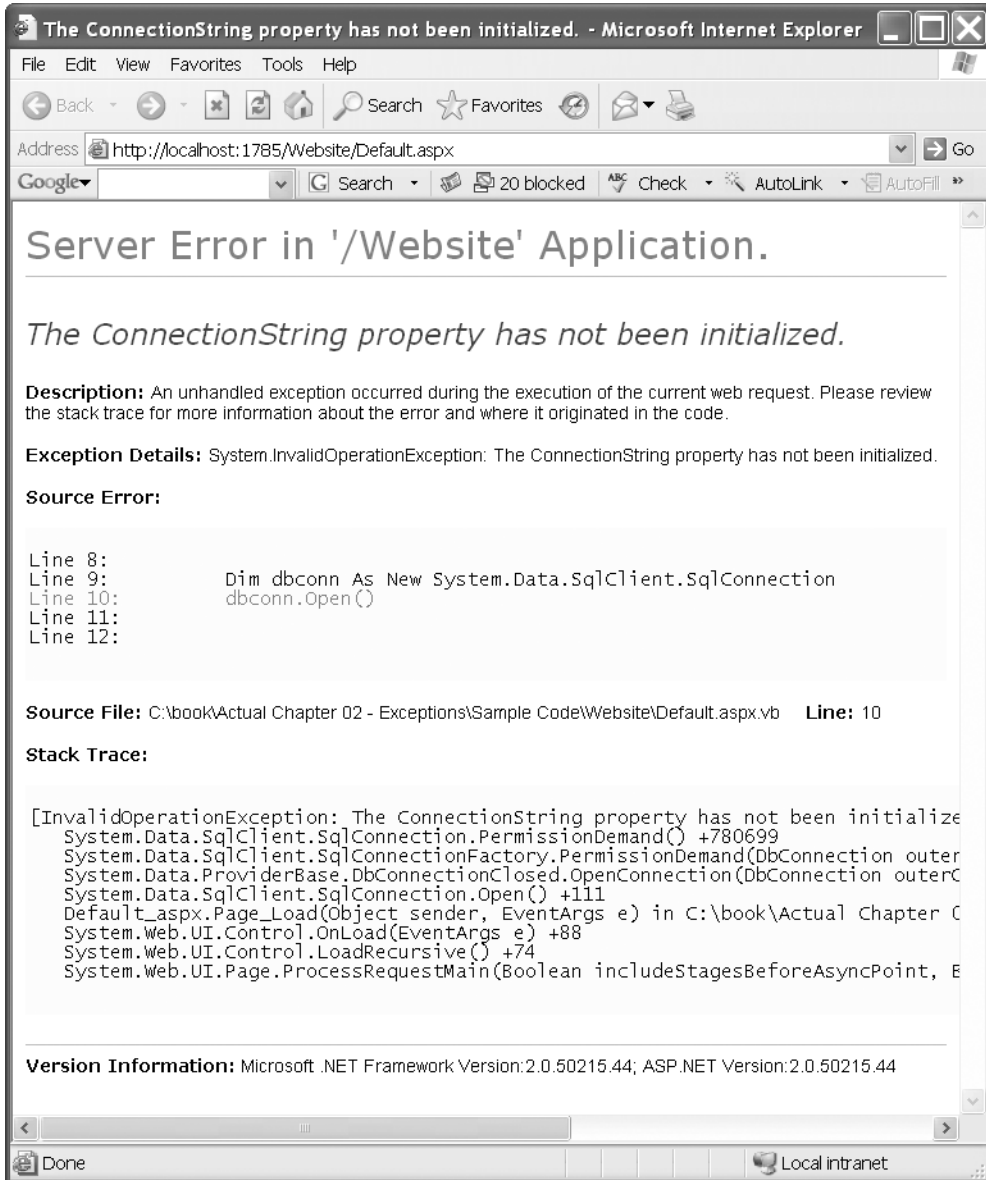 The ConnectionString property has not been initialized. - Microsoft Internet Explorer
File Edit View Favorites Tools Help
Back Search Favorites
Address http://localhost:1785/Website/Default.aspx Go
Google Search 20 blocked ABC Check AutoLink AutoFill
Server Error in '/Website' Application.
The ConnectionString property has not been initialized.
Description: An unhandled exception occurred during the execution of the current web request. Please review
the stack trace for more information about the error and where it originated in the code.
Exception Details: System.InvalidOperationException: The ConnectionString property has not been initialized.
Source Error:
Line 8:
Line 9: Dim dbconn As New System.Data.SqlClient.SqlConnection
Line 10: dbconn.Open()
Line 11:
Line 12:
Source File: C:\book\Actual Chapter 02 - Exceptions\Sample Code\Website\Default.aspx.vb Line: 10
Stack Trace:
[InvalidOperationException: The ConnectionString property has not been initialize
System.Data.SqlClient.SqlConnection.PermissionDemand() +780699
System.Data.SqlClient.SqlConnectionFactory.PermissionDemand(DbConnection outer
System.Data.ProviderBase.DbConnectionClosed.OpenConnection(DbConnection outerC
System.Data.SqlClient.SqlConnection.Open() +111
Default_aspx.Page_Load(Object sender, EventArgs e) in C:\book\Actual Chapter 0
System.Web.UI.Control.OnLoad(EventArgs e) +88
System.Web.UI.Control.LoadRecursive() +74
System.Web.UI.Page.ProcessRequestMain(Boolean includeStagesBeforeAsyncPoint, B
Version Information: Microsoft .NET Framework Version:2.0.50215.44; ASP.NET Version:2.0.50215.44
Done Local intranet